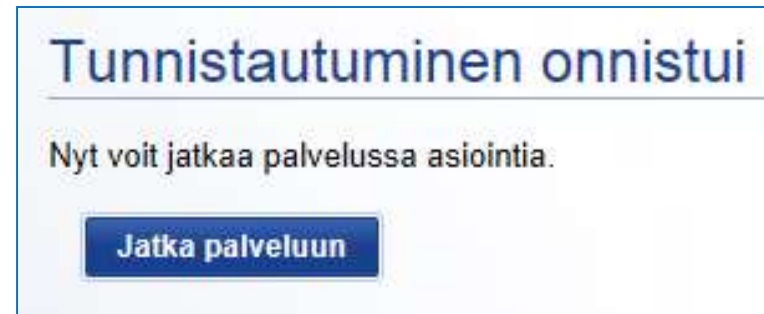 Tunnistautuminen onnistui
Nyt voit jatkaa palvelussa asiointia.
Jatka palveluun